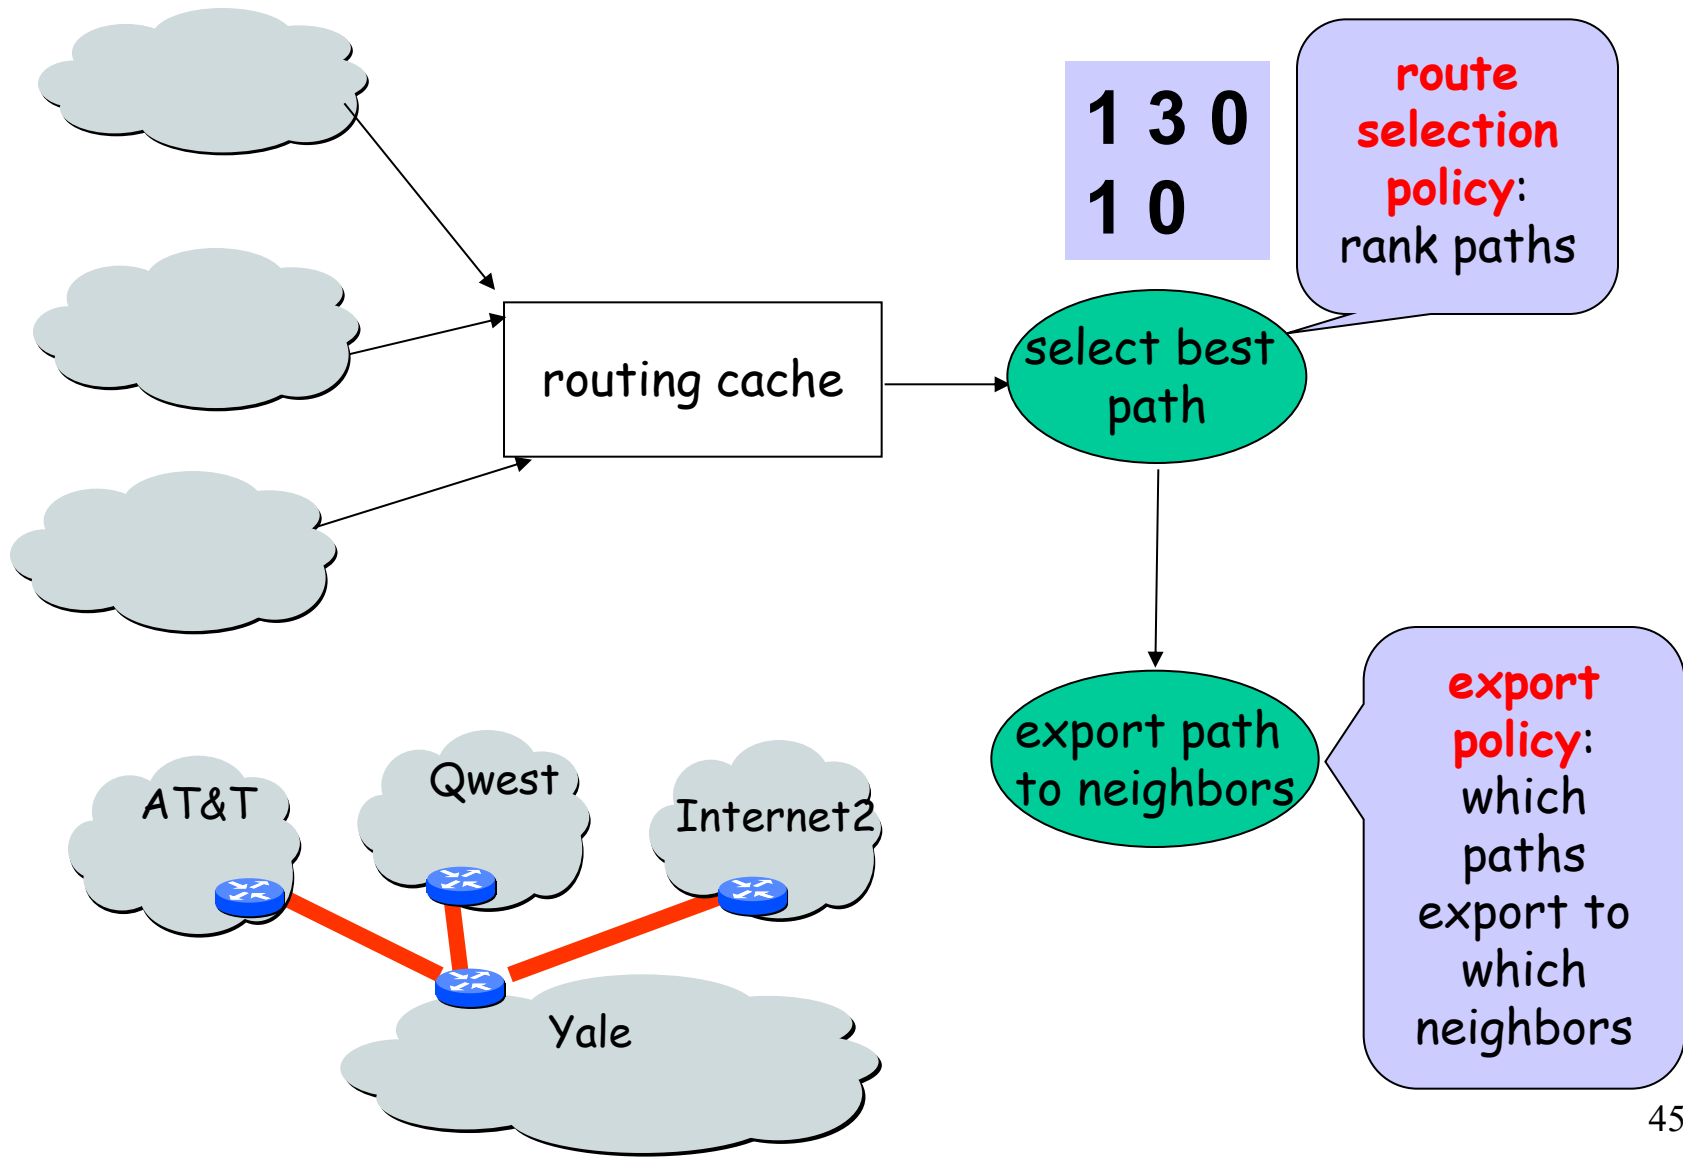 1 3 0
1 0
route
selection
policy:
rank paths
routing cache
select best
path
export path
to neighbors
export
policy:
which
paths
export to
which
neighbors
AT&T
Qwest
Internet2
Yale
45